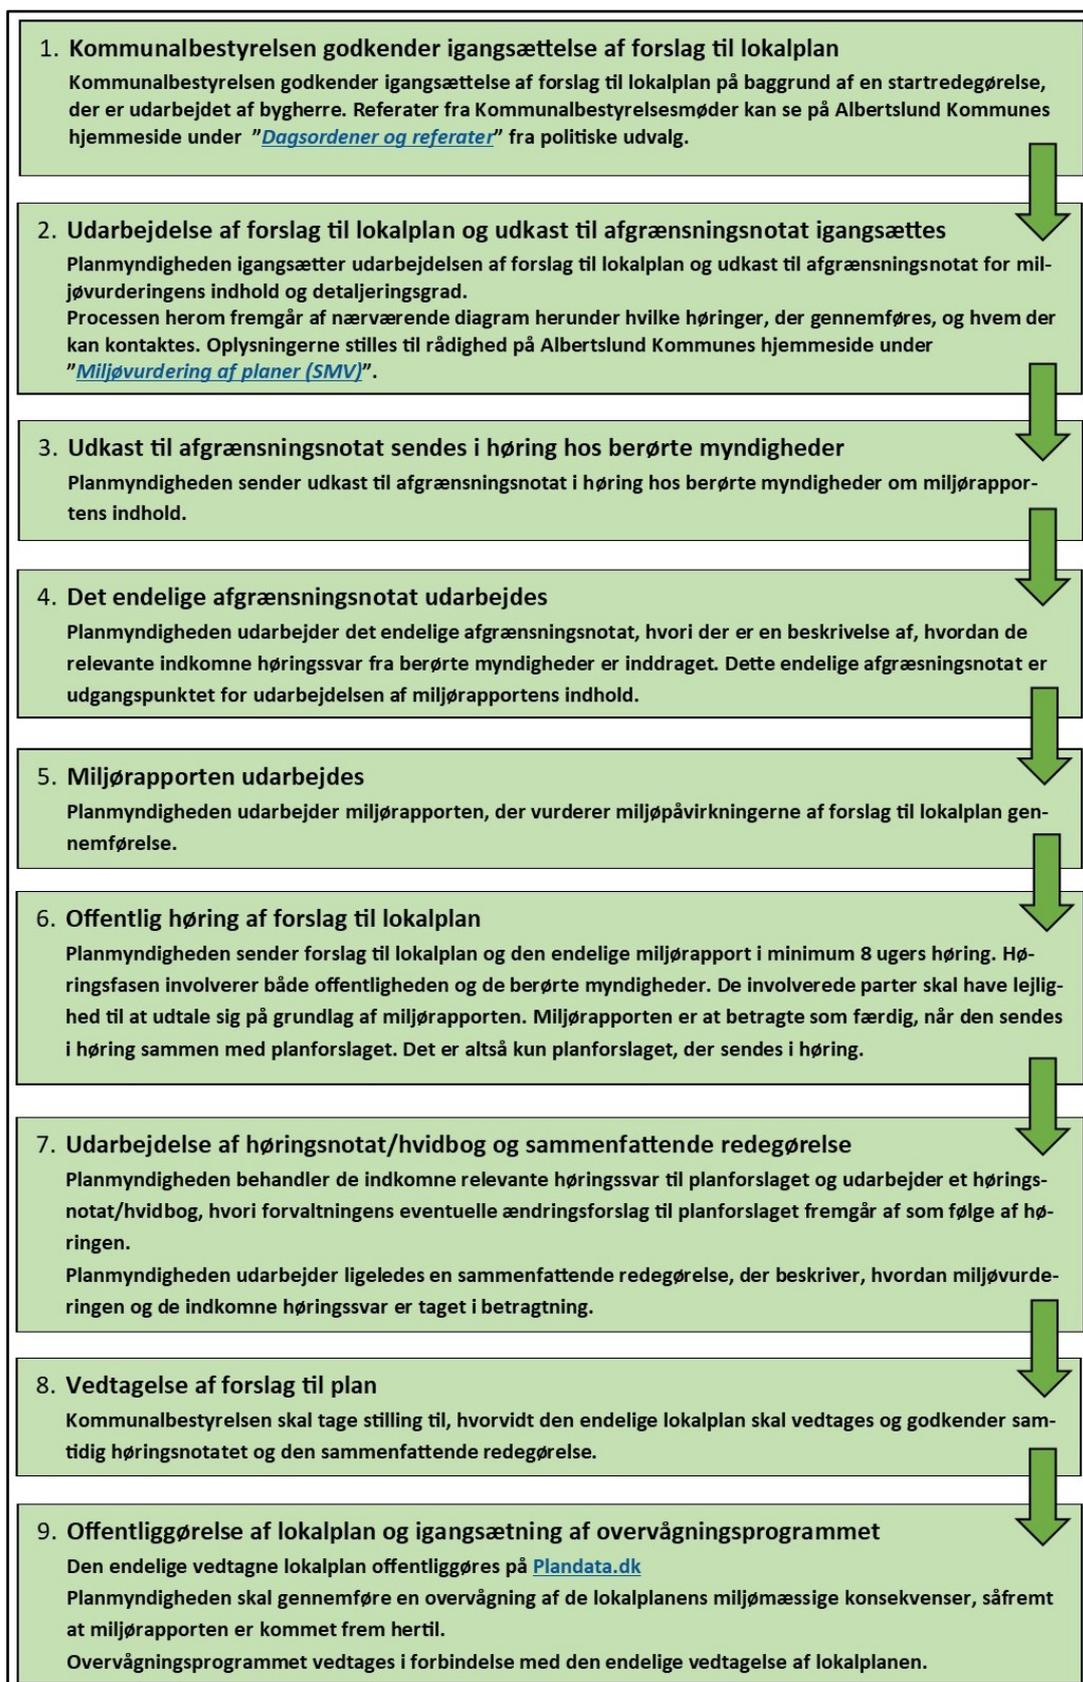 1. Kommunalbestyrelsen godkender igangsættelse af forslag til lokalplan
Kommunalbestyrelsen godkender igangsættelse af forslag til lokalplan på baggrund af en startredegørelse,
der er udarbejdet af bygherre. Referater fra Kommunalbestyrelsesmøder kan se på Albertslund Kommunes
hjemmeside under "Dagsordener og referater" fra politiske udvalg.
2. Udarbejdelse af forslag til lokalplan og udkast til afgrænsningsnotat igangsættes
Planmyndigheden igangsætter udarbejdelsen af forslag til lokalplan og udkast til afgrænsningsnotat for mil-
jøvurderingens indhold og detaljeringsgrad.
Processen herom fremgår af nærværende diagram herunder hvilke høringer, der gennemføres, og hvem der
kan kontaktes. Oplysningerne stilles til rådighed på Albertslund Kommunes hjemmeside under
"Miljøvurdering af planer (SMV)".
3. Udkast til afgrænsningsnotat sendes i høring hos berørte myndigheder
Planmyndigheden sender udkast til afgrænsningsnotat i høring hos berørte myndigheder om miljørappor-
tens indhold.
4. Det endelige afgrænsningsnotat udarbejdes
Planmyndigheden udarbejder det endelige afgrænsningsnotat, hvori der er en beskrivelse af, hvordan de
relevante indkomne høringssvar fra berørte myndigheder er inddraget. Dette endelige afgræsningsnotat er
udgangspunktet for udarbejdelsen af miljørapportens indhold.
5. Miljørapporten udarbejdes
Planmyndigheden udarbejder miljørapporten, der vurderer miljøpåvirkningerne af forslag til lokalplan gen-
nemførelse.
6. Offentlig høring af forslag til lokalplan
Planmyndigheden sender forslag til lokalplan og den endelige miljørapport i minimum 8 ugers høring. Hø-
ringsfasen involverer både offentligheden og de berørte myndigheder. De involverede parter skal have lejlig-
hed til at udtale sig på grundlag af miljørapporten. Miljørapporten er at betragte som færdig, når den sendes
i høring sammen med planforslaget. Det er altså kun planforslaget, der sendes i høring.
7. Udarbejdelse af høringsnotat/hvidbog og sammenfattende redegørelse
Planmyndigheden behandler de indkomne relevante høringssvar til planforslaget og udarbejder et hørings-
notat/hvidbog, hvori forvaltningens eventuelle ændringsforslag til planforslaget fremgår af som følge af hø-
ringen.
Planmyndigheden udarbejder ligeledes en sammenfattende redegørelse, der beskriver, hvordan miljøvurde-
ringen og de indkomne høringssvar er taget i betragtning.
8. Vedtagelse af forslag til plan
Kommunalbestyrelsen skal tage stilling til, hvorvidt den endelige lokalplan skal vedtages og godkender sam-
tidig høringsnotatet og den sammenfattende redegørelse.
9. Offentliggørelse af lokalplan og igangsætning af overvågningsprogrammet
Den endelige vedtagne lokalplan offentliggøres på Plandata.dk
Planmyndigheden skal gennemføre en overvågning af de lokalplanens miljømæssige konsekvenser, såfremt
at miljørapporten er kommet frem hertil.
Overvågningsprogrammet vedtages i forbindelse med den endelige vedtagelse af lokalplanen.